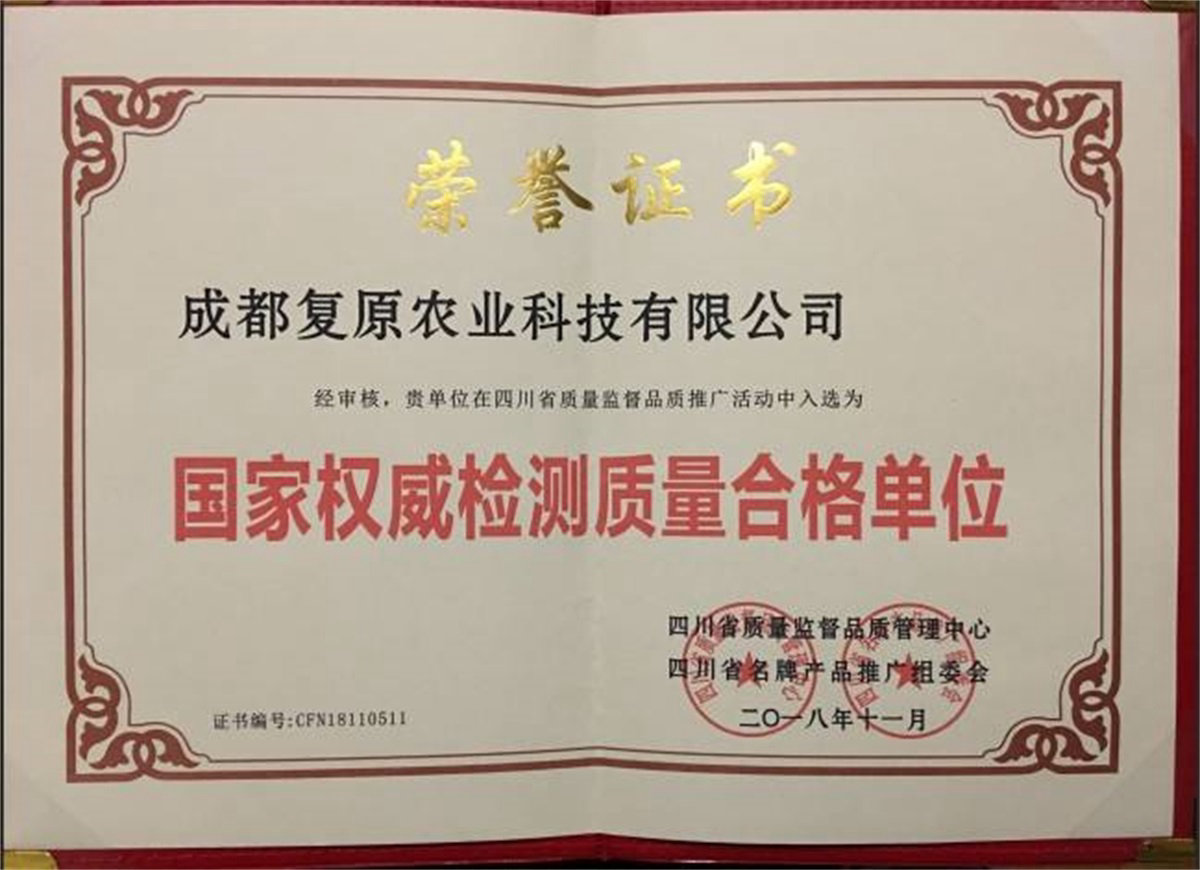 荣誉证书
成都复原农业科技有限公司
经审核，贵单位在四川省质量监督品质推广活动中入选为
国家权威检测质量合格单位
四川省质量监督品质管理中心
四川省名牌产品推广组委会
二〇一八年十一月
证书编号:CFN18110511